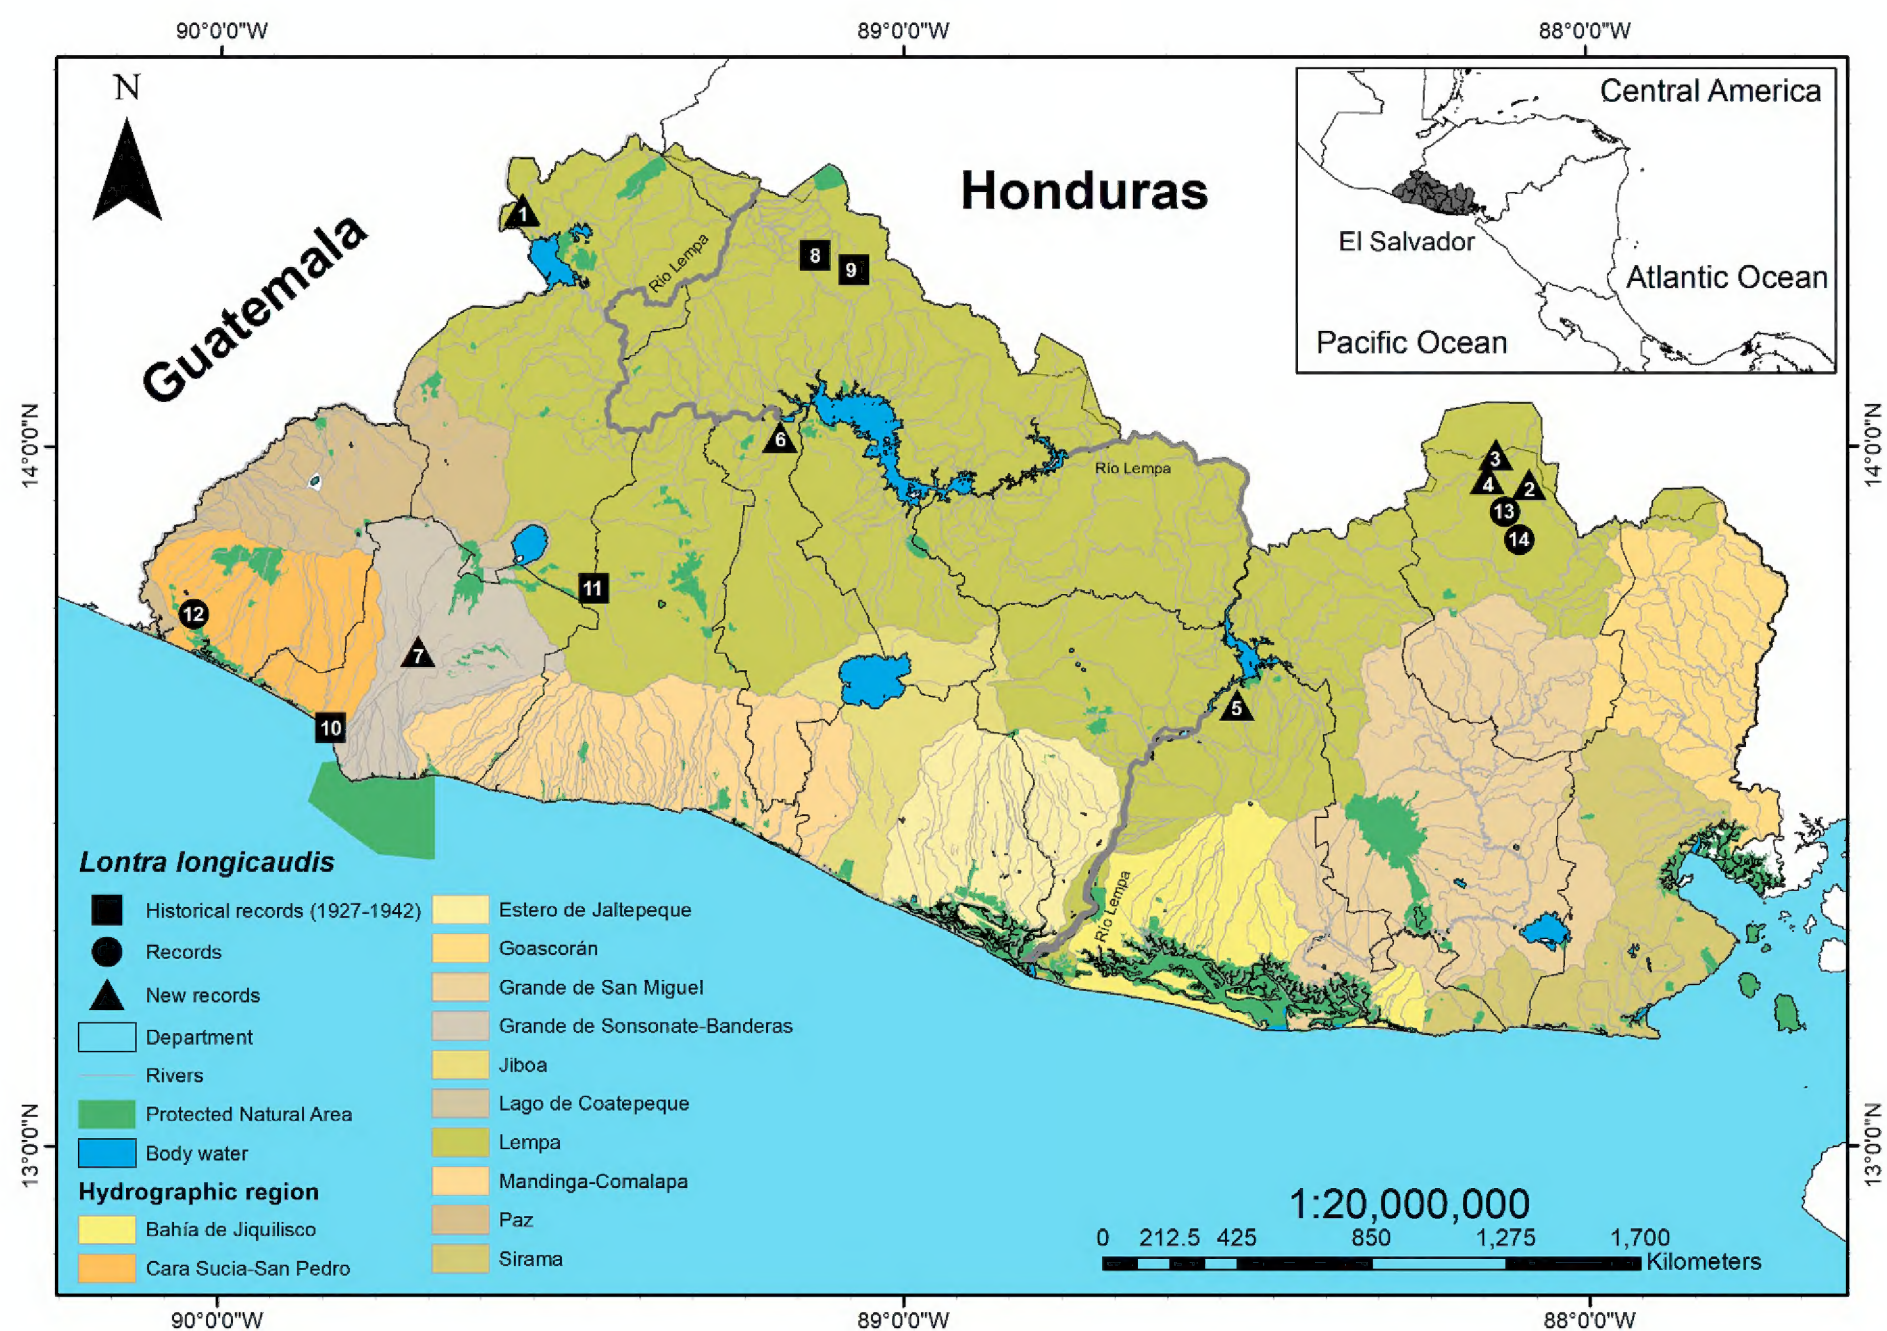 90°0'0"W
89°0'0"W
88°0'0"W
N
Central America
Honduras
El Salvador
Atlantic Ocean
Pacific Ocean
Guatemala
14°0'0"N
14°0'0"N
1
8
9
Río Lempa
6
Río Lempa
3
4
2
13
14
11
12
7
5
10
Río Lempa
Lontra longicaudis
Historical records (1927-1942)
Records
New records
Department
Rivers
Protected Natural Area
Body water
Hydrographic region
Bahía de Jiquilisco
Cara Sucia-San Pedro
Estero de Jaltepeque
Goascorán
Grande de San Miguel
Grande de Sonsonate-Banderas
Jiboa
Lago de Coatepeque
Lempa
Mandinga-Comalapa
Paz
Sirama
13°0'0"N
13°0'0"N
1:20,000,000
0 212.5 425 850 1,275 1,700
Kilometers
90°0'0"W
89°0'0"W
88°0'0"W